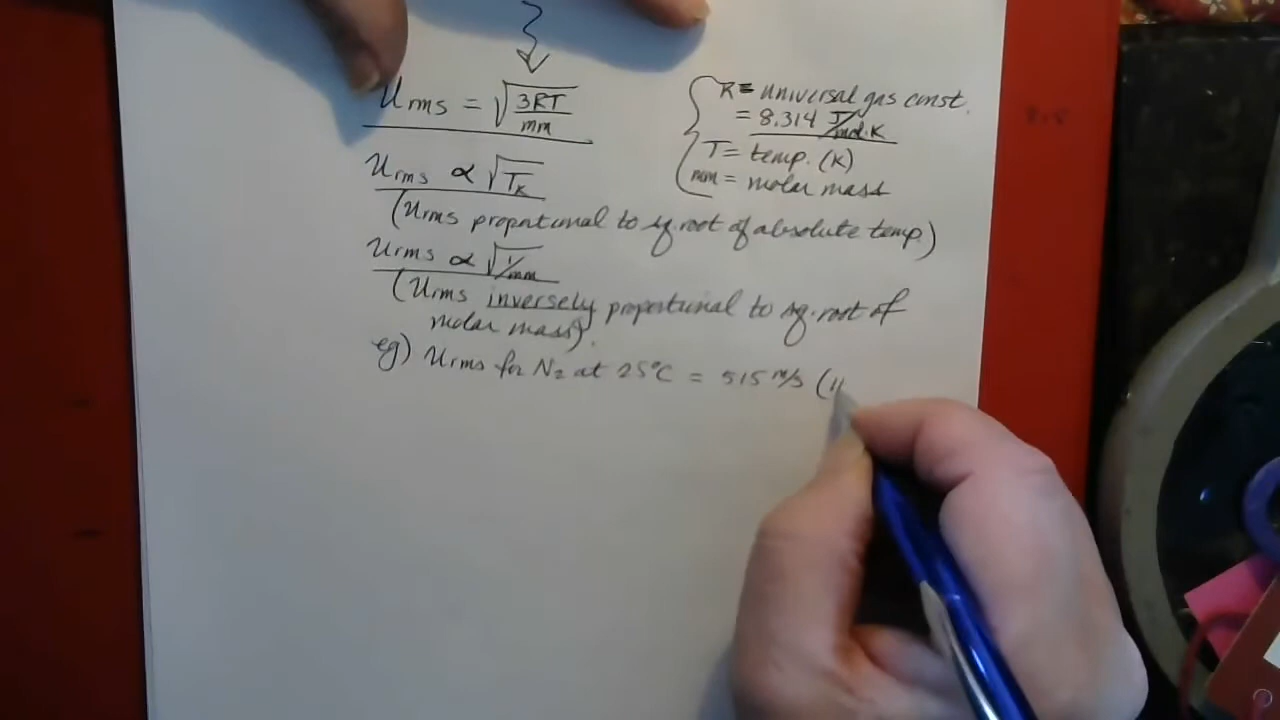 Urms = √3RT/mm
R = universal gas const.
= 8.314 J/mol·K
T = temp. (K)
mm = molar mass
Urms ∝ √TK
(Urms proportional to sq. root of absolute temp)
Urms ∝ √1/mm
(Urms inversely proportional to sq. root of
molar mass).
eg) Urms for N2 at 25°C = 515 m/s (